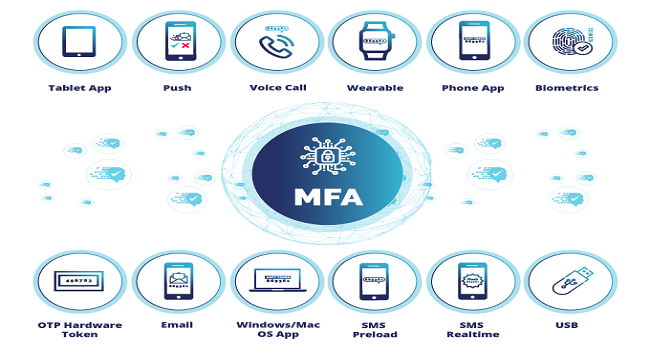 Tablet App
Push
Voice Call
Wearable
Phone App
Biometrics
MFA
OTP Hardware
Token
Email
Windows/Mac
OS App
SMS
Preload
SMS
Realtime
USB